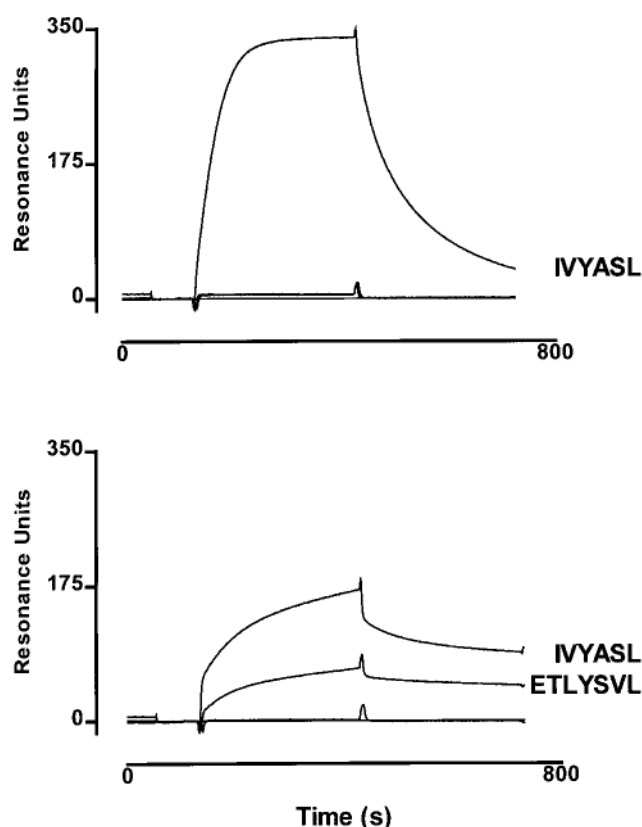 350
Resonance Units
175
IVYASL
0
0
800
350
Resonance Units
175
IVYASL
ETLYSVL
0
0
800
Time (s)